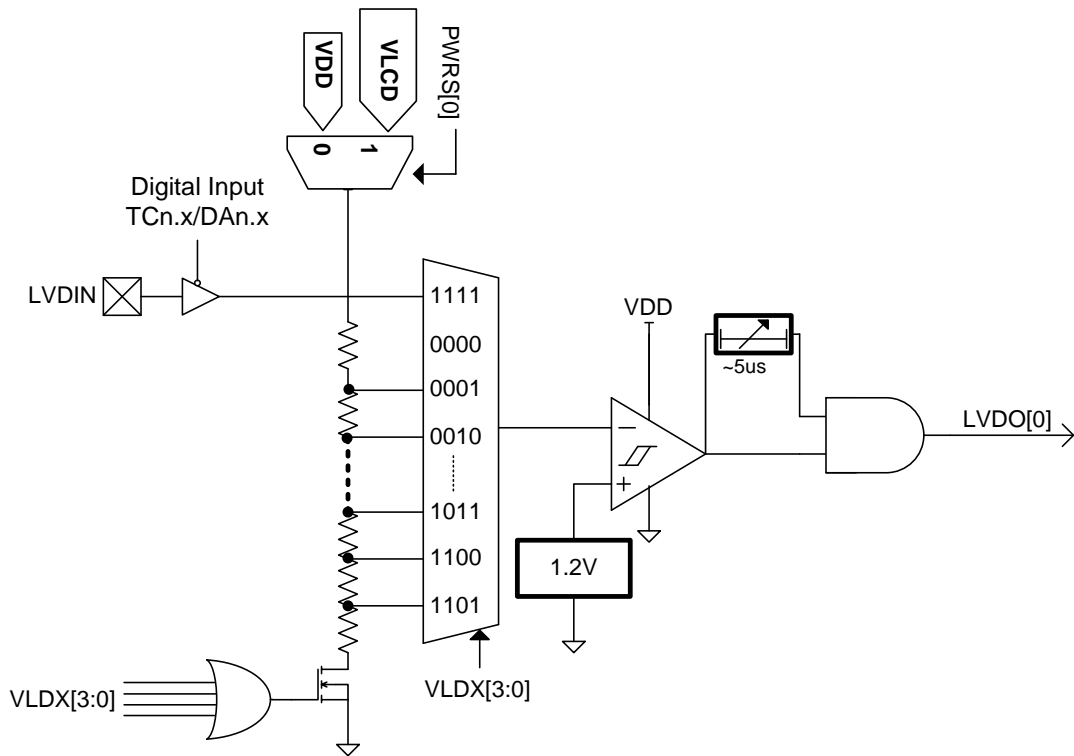 VDD
VLCD
PWRS[0]
0
1
Digital Input
TCn.x/DAn.x
LVDIN
1111
0000
0001
0010
1011
1100
1101
VDD
~5us
LVDO[0]
−
+
1.2V
VLDX[3:0]
VLDX[3:0]